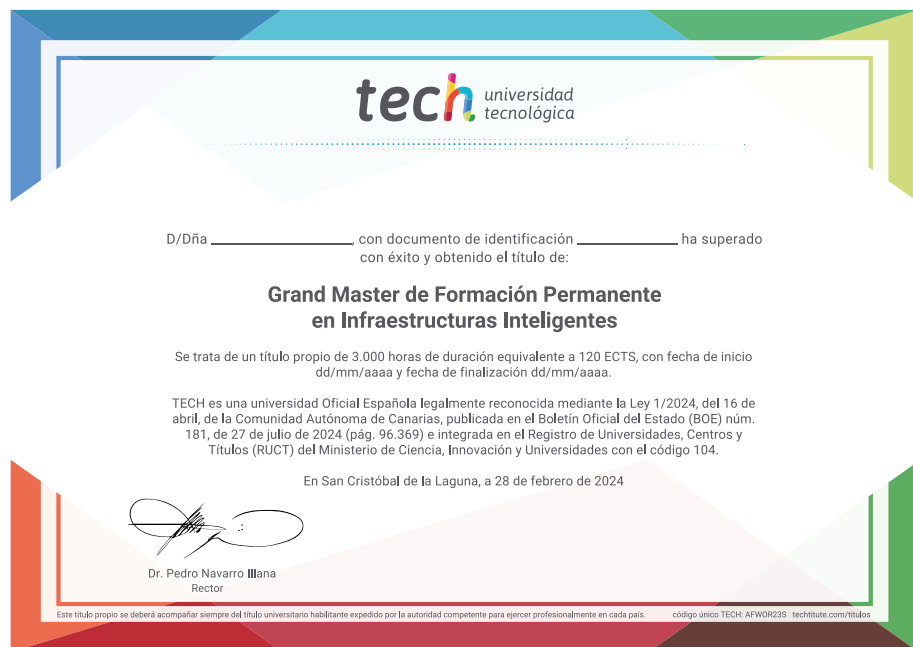 tech universidad
tecnológica
D/Dña ____________, con documento de identificación ____________ ha superado
con éxito y obtenido el título de:
Grand Master de Formación Permanente
en Infraestructuras Inteligentes
Se trata de un título propio de 3.000 horas de duración equivalente a 120 ECTS, con fecha de inicio
dd/mm/aaaa y fecha de finalización dd/mm/aaaa.
TECH es una universidad Oficial Española legalmente reconocida mediante la Ley 1/2024, del 16 de
abril, de la Comunidad Autónoma de Canarias, publicada en el Boletín Oficial del Estado (BOE) núm.
181, de 27 de julio de 2024 (pág. 96.369) e integrada en el Registro de Universidades, Centros y
Títulos (RUCT) del Ministerio de Ciencia, Innovación y Universidades con el código 104.
En San Cristóbal de la Laguna, a 28 de febrero de 2024
Dr. Pedro Navarro Illana
Rector
Este título propio se deberá acompañar siempre del título universitario habilitante expedido por la autoridad competente para ejercer profesionalmente en cada país. código único TECH: AFWOR23S techtitute.com/titulos